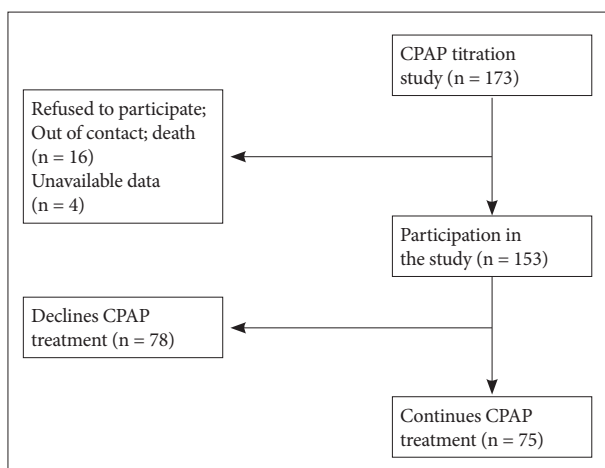 CPAP titration
study (n = 173)
Refused to participate;
Out of contact; death
(n = 16)
Unavailable data
(n = 4)
Participation in
the study (n = 153)
Declines CPAP
treatment (n = 78)
Continues CPAP
treatment (n = 75)